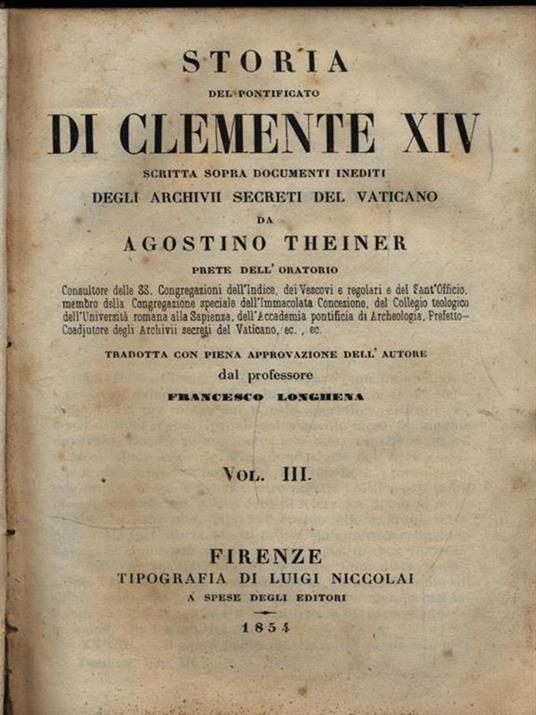 STORIA
DEL PONTIFICATO
DI CLEMENTE XIV
SCRITTA SOPRA DOCUMENTI INEDITI
DEGLI ARCHIVII SECRETI DEL VATICANO
DA
AGOSTINO THEINER
PRETE DELL'ORATORIO
Consultore delle SS. Congregazioni dell'Indice, dei Vescovi e regolari e del Sant'Officio,
membro della Congregazione speciale dell'Immacolata Concezione, del Collegio teologico
dell'Università romana alla Sapienza, dell'Accademia pontificia di Archeologia, Prefetto-
Coadjutore degli Archivii secreti del Vaticano, ec., ec.
TRADOTTA CON PIENA APPROVAZIONE DELL'AUTORE
dal professore
FRANCESCO LONGHENA
VOL. III.
FIRENZE
TIPOGRAFIA DI LUIGI NICCOLAI
A SPESE DEGLI EDITORI
1854